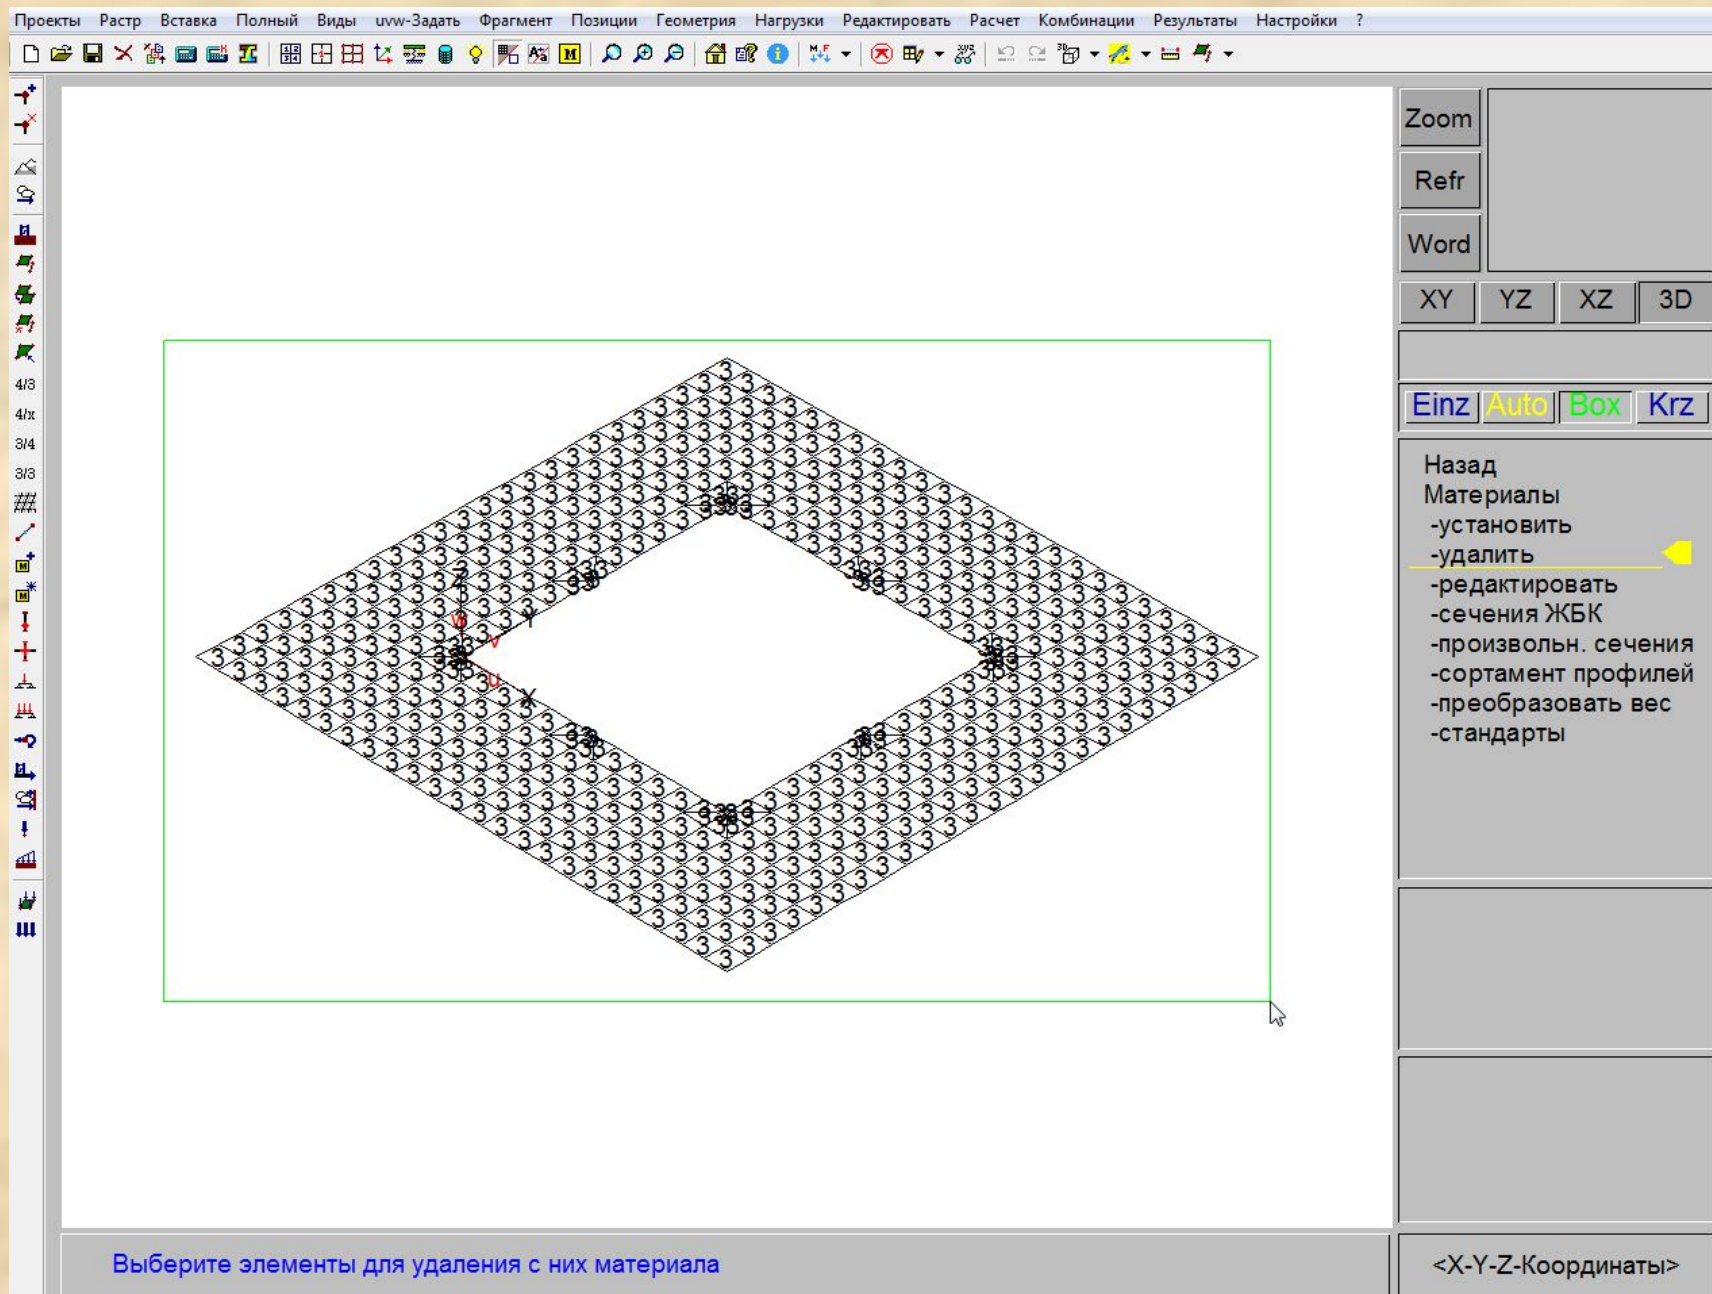 Проекты Растр Вставка Полный Виды uvw-Задать Фрагмент Позиции Геометрия Нагрузки Редактировать Расчет Комбинации Результаты Настройки ?
4/3
4/x
3/4
3/3
Zoom
Refr
Word
XY YZ XZ 3D
Einz Auto Box Krz
Назад
Материалы
-установить
-удалить
-редактировать
-сечения ЖБК
-произвольн. сечения
-сортамент профилей
-преобразовать вес
-стандарты
Z
w Y
v
u
X
Выберите элементы для удаления с них материала
<X-Y-Z-Координаты>